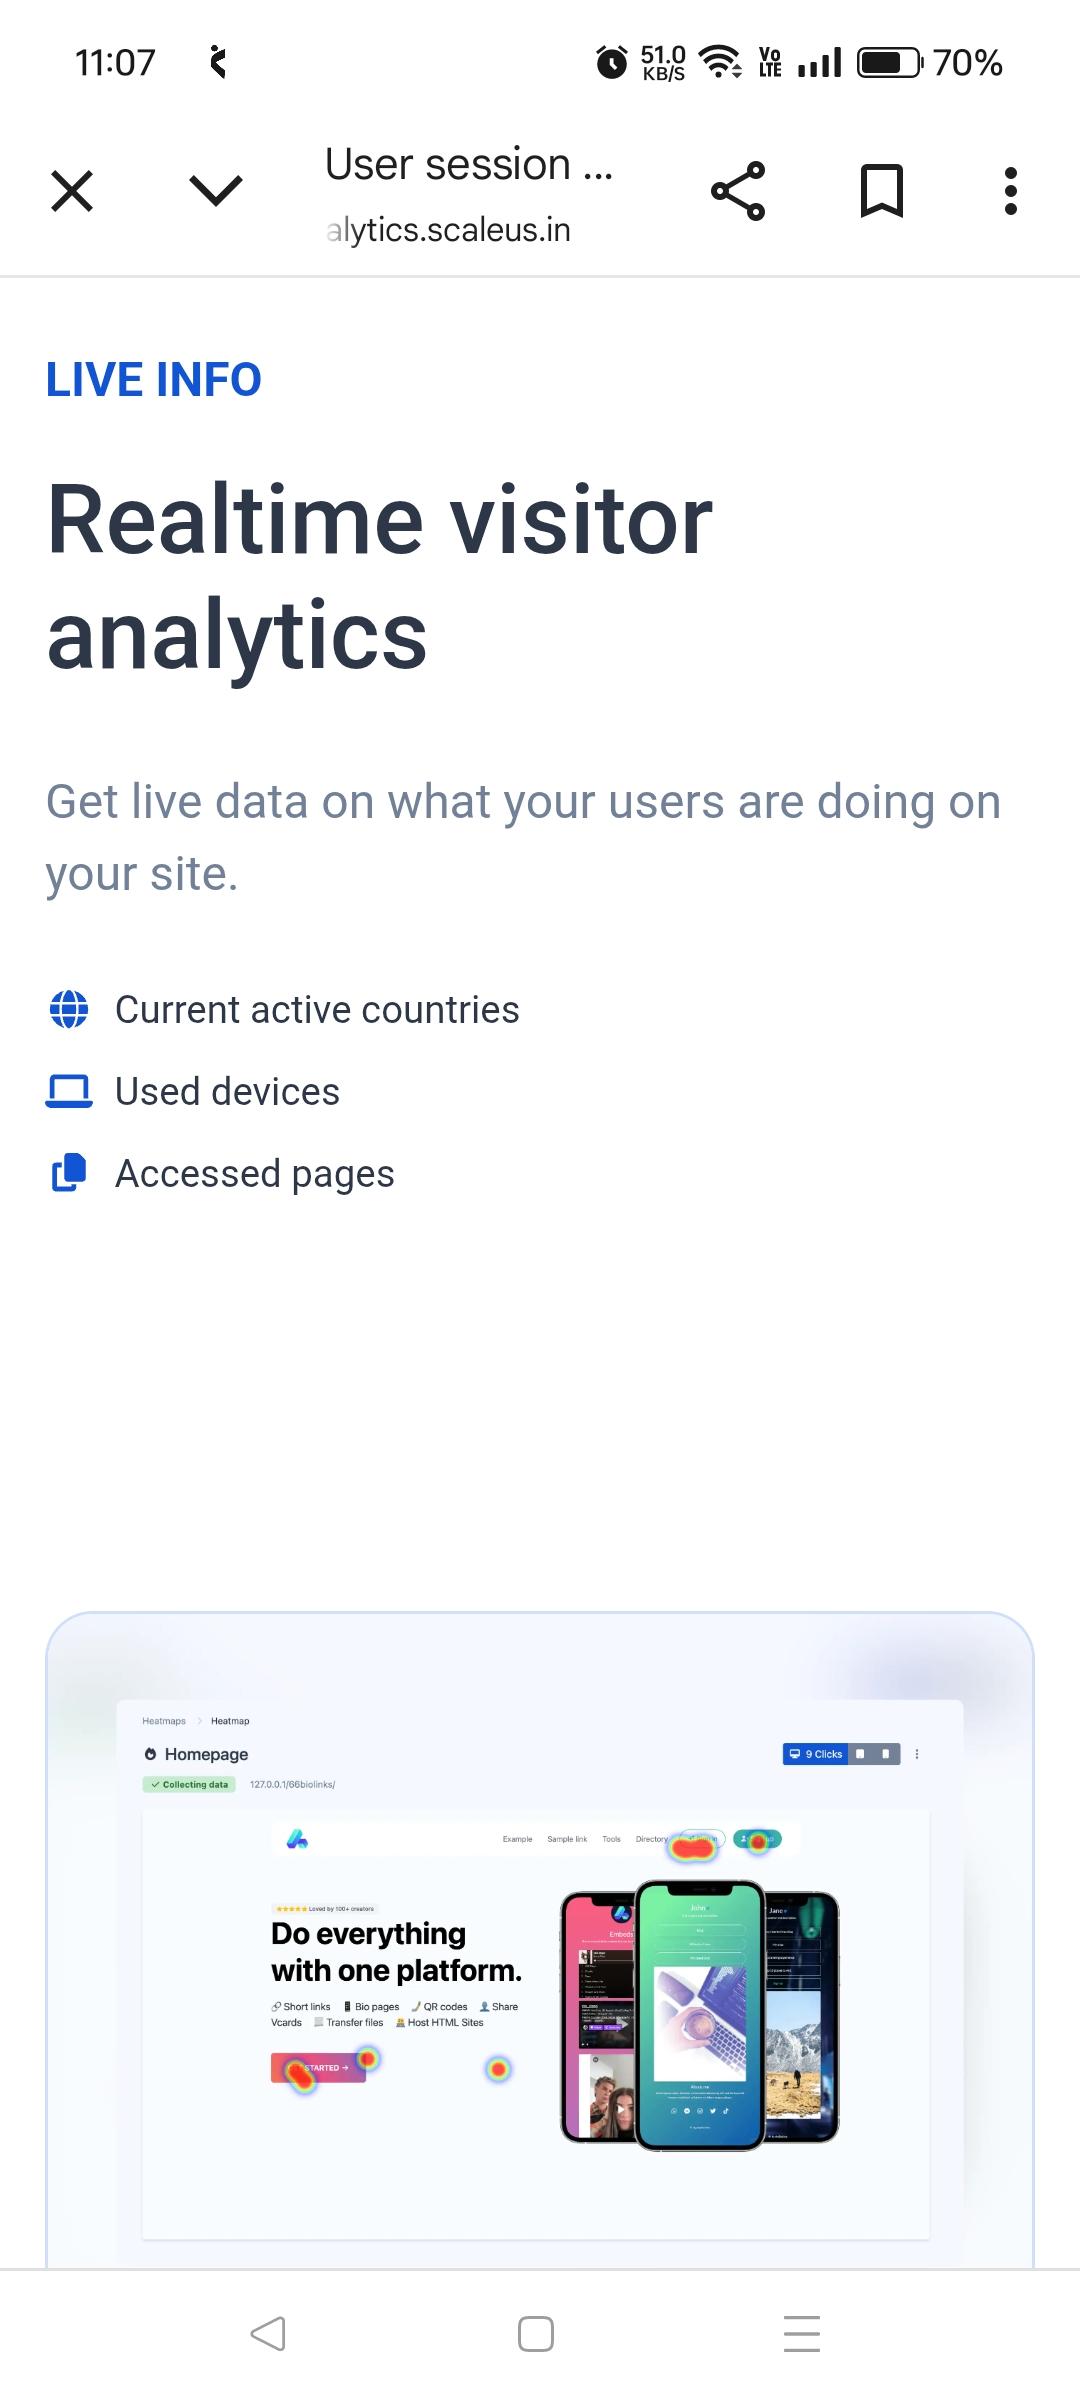 11:07
51.0
KB/S
Vo
LTE
70%
User session ...
alytics.scaleus.in
LIVE INFO
Realtime visitor
analytics
Get live data on what your users are doing on
your site.
Current active countries
Used devices
Accessed pages
Heatmaps > Heatmap
Homepage
9 Clicks
Collecting data 127.0.0.1/66biolinks/
Example Sample link Tools Directory
Loved by 100+ creators
Do everything
with one platform.
Short links Bio pages QR codes Share
Vcards Transfer files Host HTML Sites
STARTED →
John
Jane
Embeds
About me